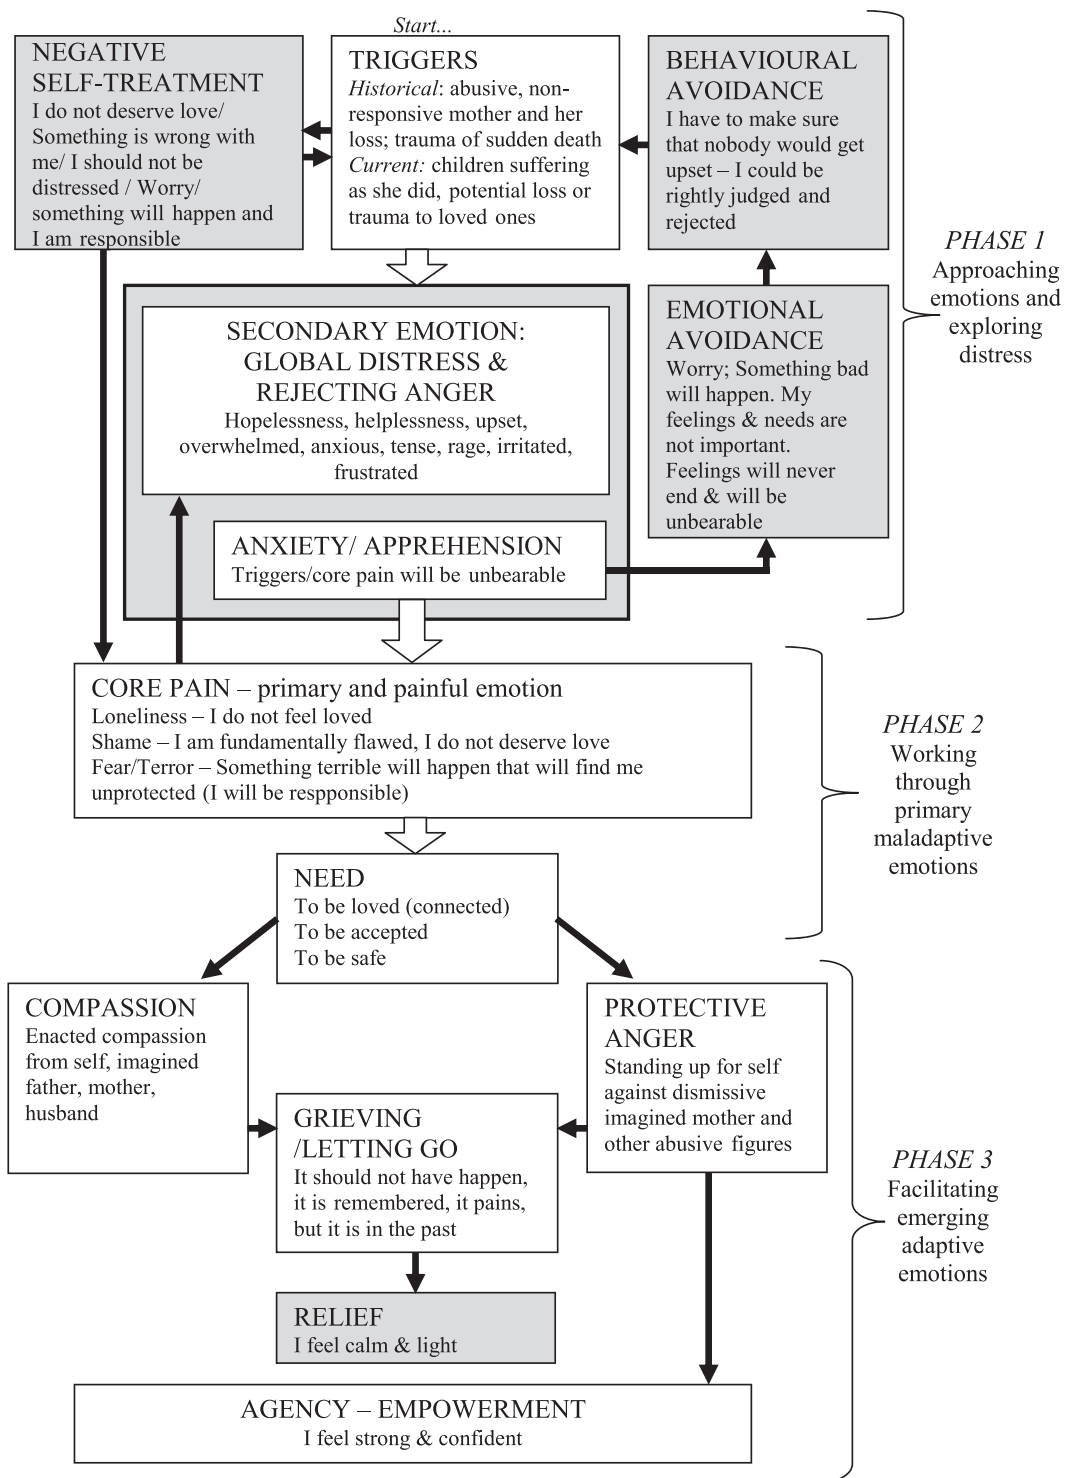 Start...
NEGATIVE
SELF-TREATMENT
I do not deserve love/
Something is wrong with
me/ I should not be
distressed / Worry/
something will happen and
I am responsible
TRIGGERS
Historical: abusive, non-
responsive mother and her
loss; trauma of sudden death
Current: children suffering
as she did, potential loss or
trauma to loved ones
BEHAVIOURAL
AVOIDANCE
I have to make sure
that nobody would get
upset – I could be
rightly judged and
rejected
PHASE 1
Approaching
emotions and
exploring
distress
SECONDARY EMOTION:
GLOBAL DISTRESS &
REJECTING ANGER
Hopelessness, helplessness, upset,
overwhelmed, anxious, tense, rage, irritated,
frustrated
EMOTIONAL
AVOIDANCE
Worry; Something bad
will happen. My
feelings & needs are
not important.
Feelings will never
end & will be
unbearable
ANXIETY/ APPREHENSION
Triggers/core pain will be unbearable
CORE PAIN – primary and painful emotion
Loneliness – I do not feel loved
Shame – I am fundamentally flawed, I do not deserve love
Fear/Terror – Something terrible will happen that will find me
unprotected (I will be respponsible)
PHASE 2
Working
through
primary
maladaptive
emotions
NEED
To be loved (connected)
To be accepted
To be safe
COMPASSION
Enacted compassion
from self, imagined
father, mother,
husband
PROTECTIVE
ANGER
Standing up for self
against dismissive
imagined mother and
other abusive figures
GRIEVING
/LETTING GO
It should not have happen,
it is remembered, it pains,
but it is in the past
PHASE 3
Facilitating
emerging
adaptive
emotions
RELIEF
I feel calm & light
AGENCY – EMPOWERMENT
I feel strong & confident